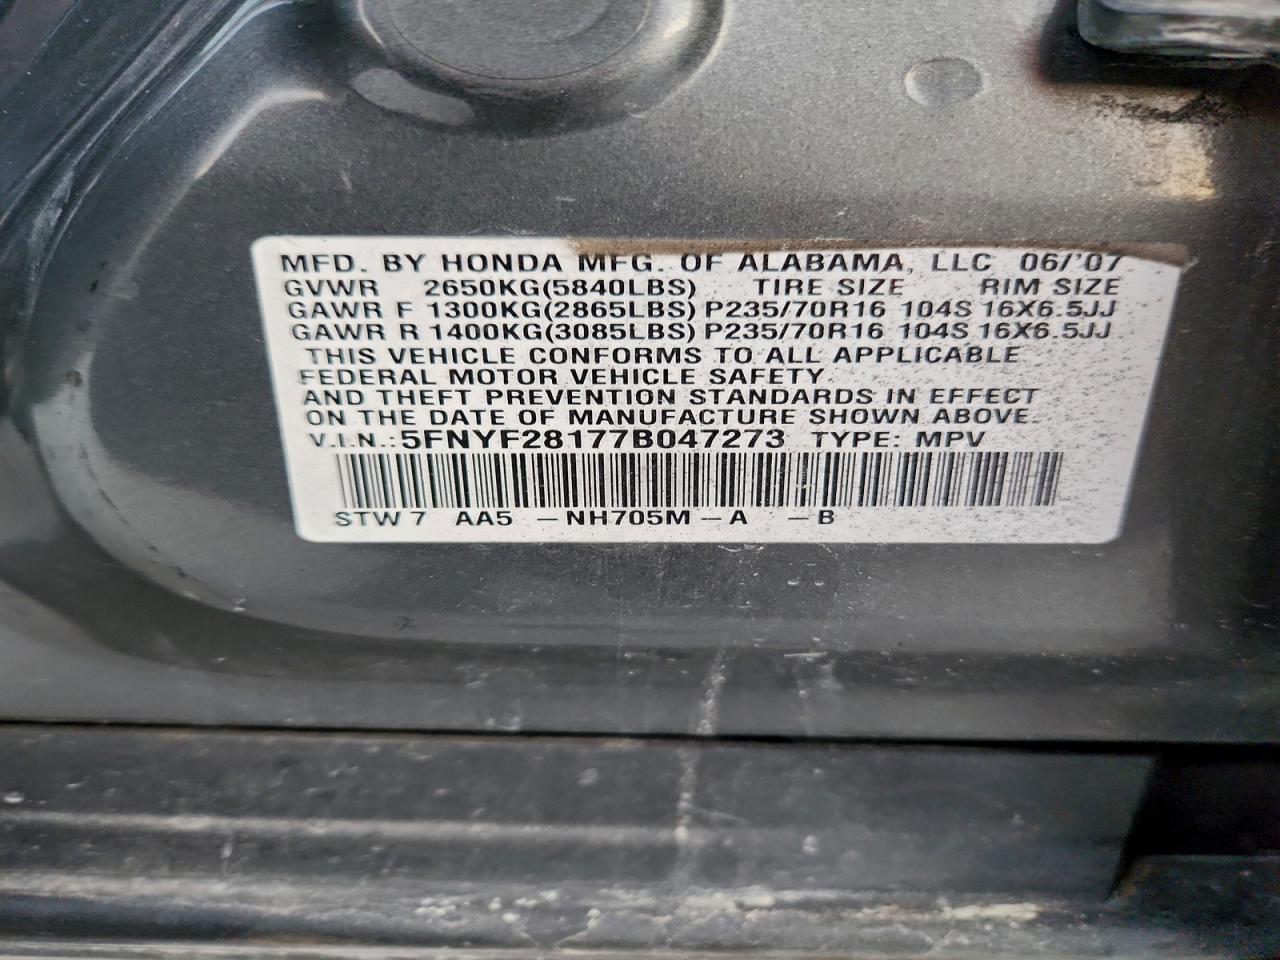 MFD. BY HONDA MFG. OF ALABAMA, LLC 06/'07
GVWR 2650KG(5840LBS) TIRE SIZE RIM SIZE
GAWR F 1300KG(2865LBS) P235/70R16 104S 16X6.5JJ
GAWR R 1400KG(3085LBS) P235/70R16 104S 16X6.5JJ
THIS VEHICLE CONFORMS TO ALL APPLICABLE
FEDERAL MOTOR VEHICLE SAFETY
AND THEFT PREVENTION STANDARDS IN EFFECT
ON THE DATE OF MANUFACTURE SHOWN ABOVE.
V.I.N.: 5FNYF28177B047273 TYPE: MPV
STW7 AA5 -NH705M-A -B